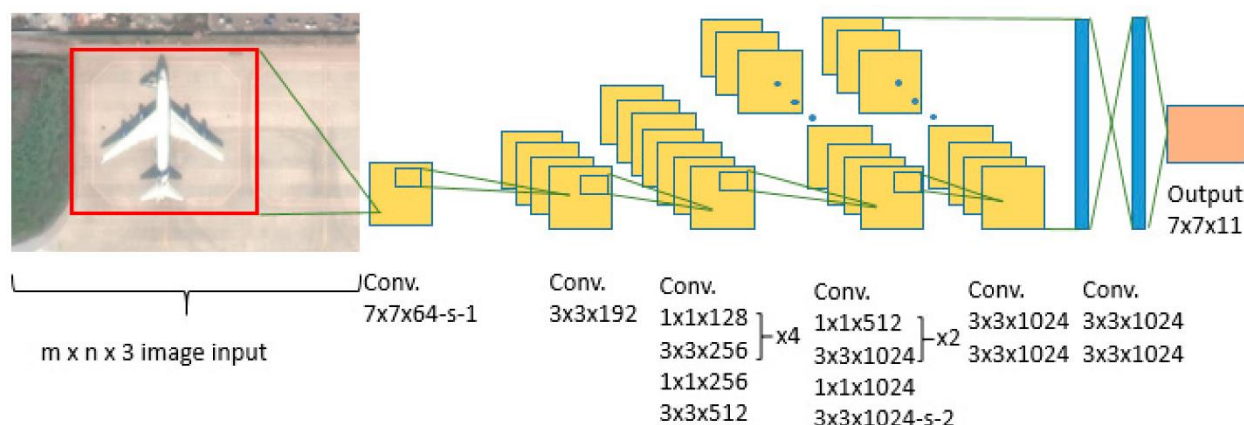 Output
7x7x11
Conv.
7x7x64-s-1
Conv.
3x3x192
Conv.
1x1x128
3x3x256
x4
1x1x256
3x3x512
Conv.
1x1x512
3x3x1024
x2
1x1x1024
3x3x1024-s-2
Conv.
3x3x1024
3x3x1024
Conv.
3x3x1024
3x3x1024
m x n x 3 image input